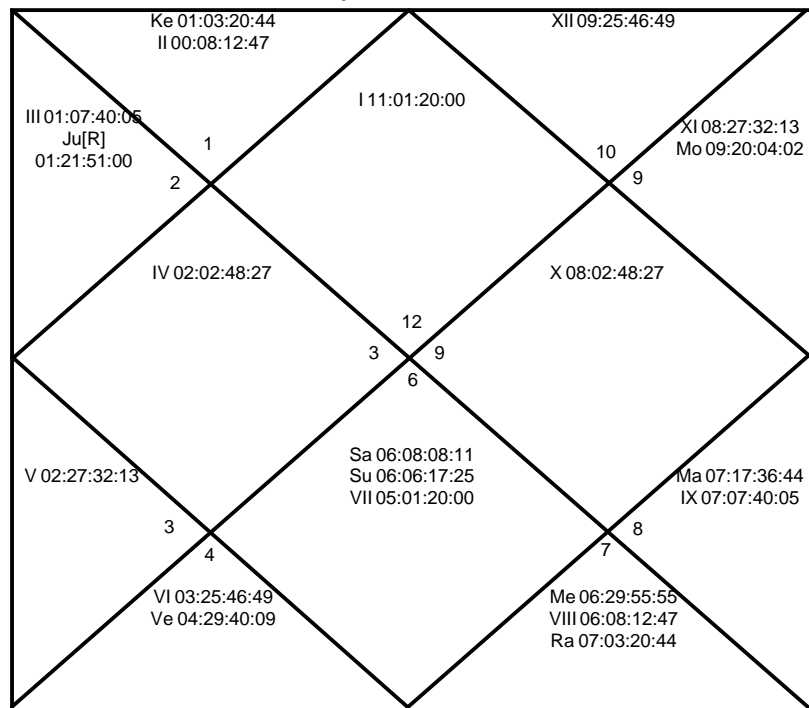 Ke 01:03:20:44
II 00:08:12:47
XII 09:25:46:49
I 11:01:20:00
III 01:07:40:05
Ju[R]
01:21:51:00
1
2
10
9
XI 08:27:32:13
Mo 09:20:04:02
IV 02:02:48:27
X 08:02:48:27
12
3
9
6
V 02:27:32:13
Sa 06:08:08:11
Su 06:06:17:25
VII 05:01:20:00
Ma 07:17:36:44
IX 07:07:40:05
3
4
8
7
VI 03:25:46:49
Ve 04:29:40:09
Me 06:29:55:55
VIII 06:08:12:47
Ra 07:03:20:44